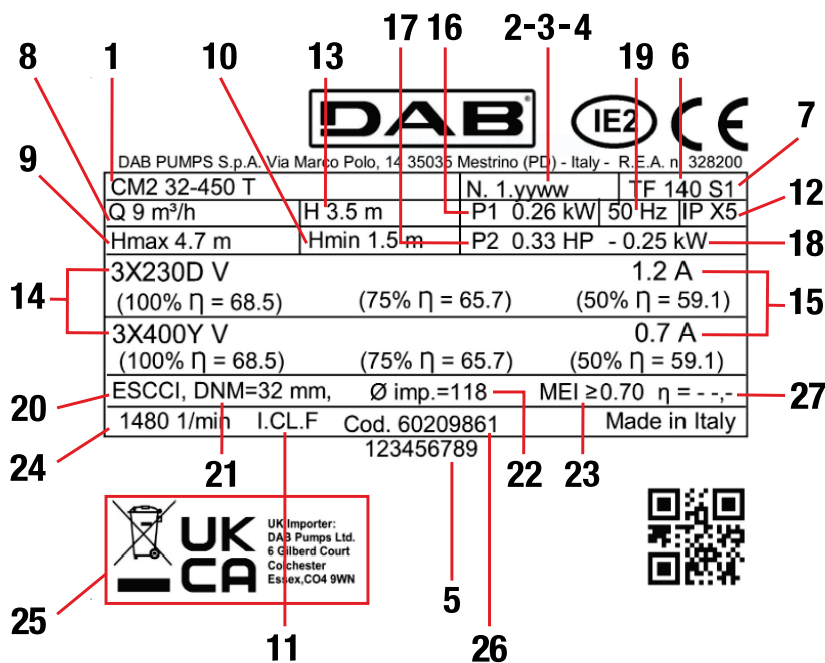 17 16 2-3-4
8 1 10 13 19 6
DAB
IE2 CE
9 7
DAB PUMPS S.p.A. Via Marco Polo, 14 35035 Mestrino (PD) - Italy - R.E.A. n. 328200
CM2 32-450 T N. 1.yyww TF 140 S1
12
Q 9 m³/h H 3.5 m P1 0.26 kW 50 Hz IP X5
Hmax 4.7 m Hmin 1.5 m P2 0.33 HP - 0.25 kW
18
3X230D V 1.2 A
14 (100% η = 68.5) (75% η = 65.7) (50% η = 59.1) 15
3X400Y V 0.7 A
(100% η = 68.5) (75% η = 65.7) (50% η = 59.1)
20 ESCCI, DNM=32 mm, Ø imp.=118 MEI ≥0.70 η = - -,- 27
24 1480 1/min I.CL.F Cod. 60209861 Made in Italy
21 123456789 22 23
UK
CA
UK Importer:
DAB Pumps Ltd.
6 Gilberd Court
Colchester
Essex,CO4 9WN
25 11 5 26